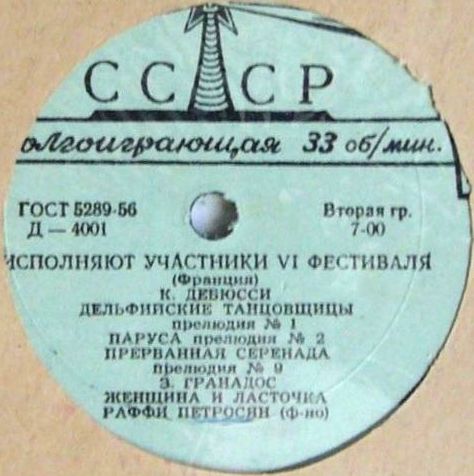 СССР
олгоиграющая 33 об/мин.
ГОСТ 5289-56
Д — 4001
Вторая гр.
7-00
ИСПОЛНЯЮТ УЧАСТНИКИ VI ФЕСТИВАЛЯ
(Франция)
К. ДЕБЮССИ
ДЕЛЬФИЙСКИЕ ТАНЦОВЩИЦЫ
прелюдия № 1
ПАРУСА прелюдия № 2
ПРЕРВАННАЯ СЕРЕНАДА
прелюдия № 9
Э. ГРАНАДОС
ЖЕНЩИНА И ЛАСТОЧКА
РАФФИ ПЕТРОСЯН (ф-но)